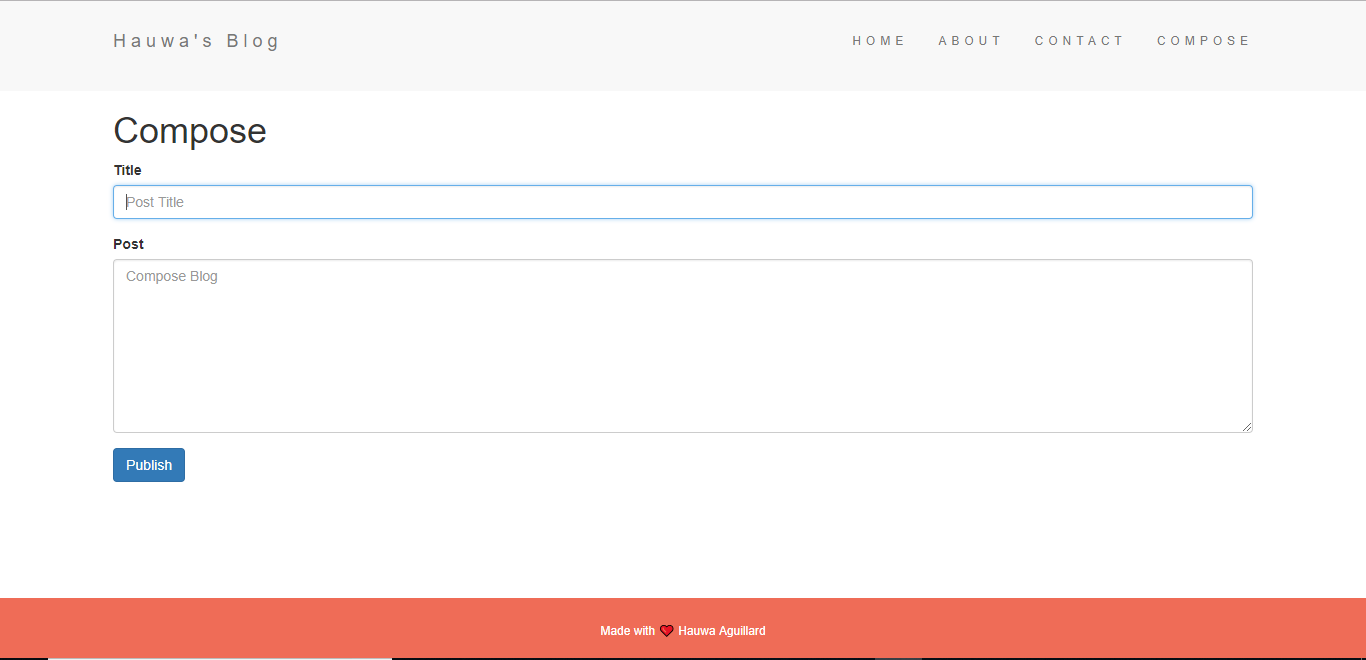 Hauwa's Blog
HOME ABOUT CONTACT COMPOSE
Compose
Title
Post Title
Post
Compose Blog
Publish
Made with ❤ Hauwa Aguillard